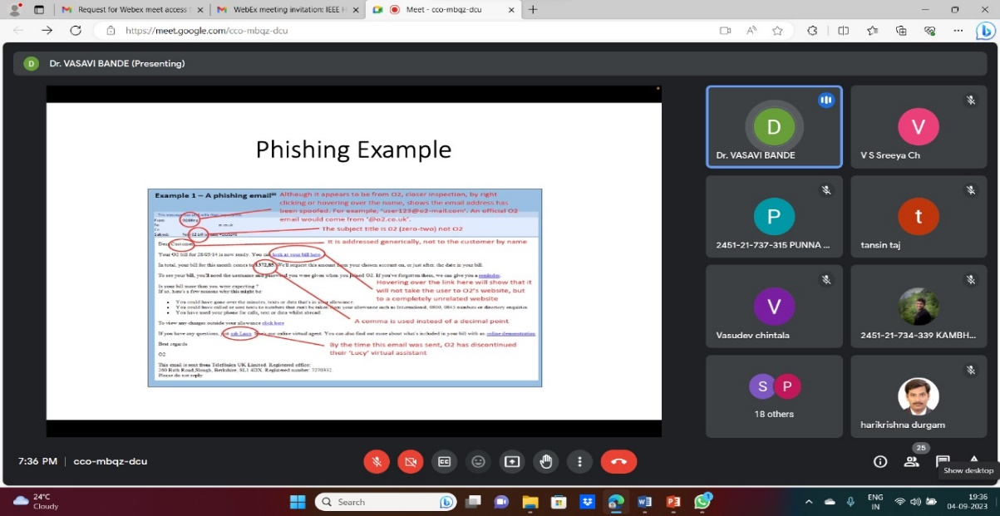 Request for Webex meet access
WebEx meeting invitation: IEEE
Meet - cco-mbqz-dcu
https://meet.google.com/cco-mbqz-dcu
D
Dr. VASAVI BANDE (Presenting)
Phishing Example
Example 1 – A phishing email
Although it appears to be from O2, closer inspection, by right
clicking or hovering over the name, shows the email address has
been spoofed. For example, 'user123@o2-mail.com'. An official O2
email would come from '@o2.co.uk'.
From:
To:
Cc:
Subject:
The subject title is 02 (zero-two) not O2
Dear Customer
It is addressed generically, not to the customer by name
Your O2 bill for 28/05/14 is now ready. You can look at your bill here
In total, your bill for this month comes to £372,85. We'll request this amount from your chosen account on, or just after, the date in your bill.
To see your bill, you'll need the username and password you were given when you joined O2. If you've forgotten them, we can give you a reminder.
Hovering over the link here will show that it
will not take the user to O2's website, but
to a completely unrelated website
Is your bill more than you were expecting ?
If so, here's a few reasons why this might be:
• You could have gone over the minutes, texts or data that's in your allowance
• You could have called or sent texts to numbers that can't be taken from your allowance such as International, 0800, 0845 numbers or directory enquiries
• You have used your phone for calls, text or data whilst abroad
A comma is used instead of a decimal point
To view any charges outside your allowance click here
If you have any questions, just ask Lucy, our online virtual agent. You can also find out more about what's included in your bill with an online demonstration
Best regards
O2
By the time this email was sent, O2 has discontinued
their 'Lucy' virtual assistant
This email is sent from Telefonica UK Limited. Registered office:
260 Bath Road, Slough, Berkshire, SL1 4DX. Registered number: 7270332.
Please do not reply
D
Dr. VASAVI BANDE
V
V S Sreeya Ch
P
2451-21-737-315 PUNNA ...
t
tansin taj
V
Vasudev chintala
2451-21-734-339 KAMBH...
S P
18 others
harikrishna durgam
7:36 PM | cco-mbqz-dcu
25
Show desktop
24°C
Cloudy
Search
1
ENG
IN
19:36
04-09-2023